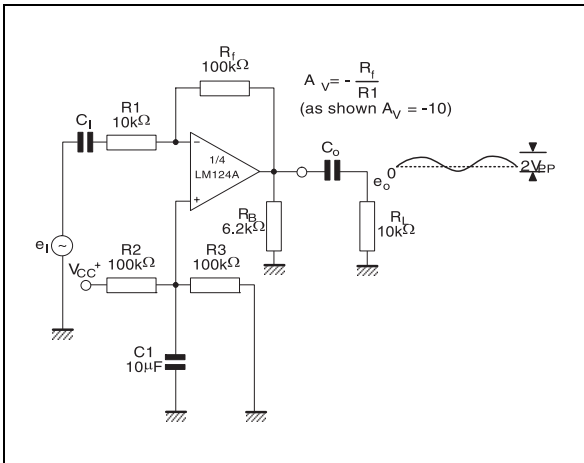 Rf
100kΩ
A V = - Rf
R1
(as shown AV = -10)
CI
R1
10kΩ
1/4
LM124A
-
+
Co
0
eo
2VPP
RB
6.2kΩ
RL
10kΩ
eI
~
VCC+
R2
100kΩ
R3
100kΩ
C1
10µF